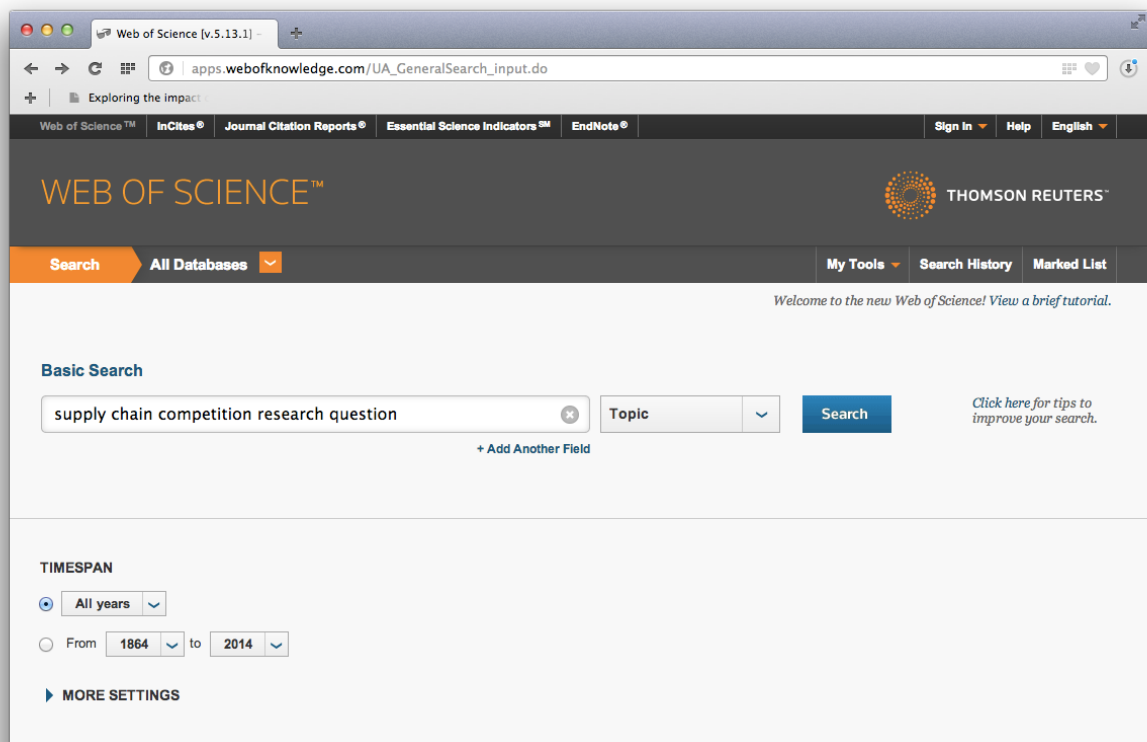 Web of Science [v.5.13.1] -
apps.webofknowledge.com/UA_GeneralSearch_input.do
Exploring the impact
Web of Science™ InCites® Journal Citation Reports® Essential Science Indicators℠ EndNote® Sign In Help English
WEB OF SCIENCE™
THOMSON REUTERS™
Search All Databases My Tools Search History Marked List
Welcome to the new Web of Science! View a brief tutorial.
Basic Search
supply chain competition research question Topic Search
Click here for tips to
improve your search.
+ Add Another Field
TIMESPAN
All years
From 1864 to 2014
MORE SETTINGS